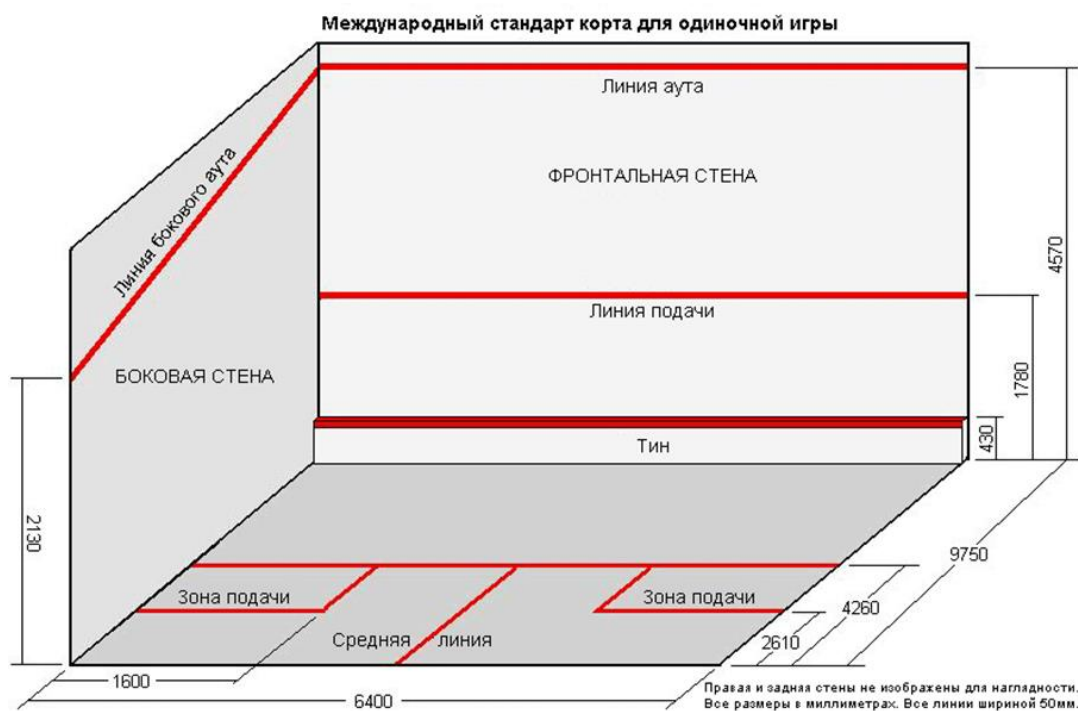 Международный стандарт корта для одиночной игры
Линия аута
Линия бокового аута
ФРОНТАЛЬНАЯ СТЕНА
4570
Линия подачи
БОКОВАЯ СТЕНА
1780
430
Тин
2130
9750
Зона подачи
Зона подачи
4260
Средняя линия
2610
1600
6400
Правая и задняя стены не изображены для наглядности.
Все размеры в миллиметрах. Все линии шириной 50мм.